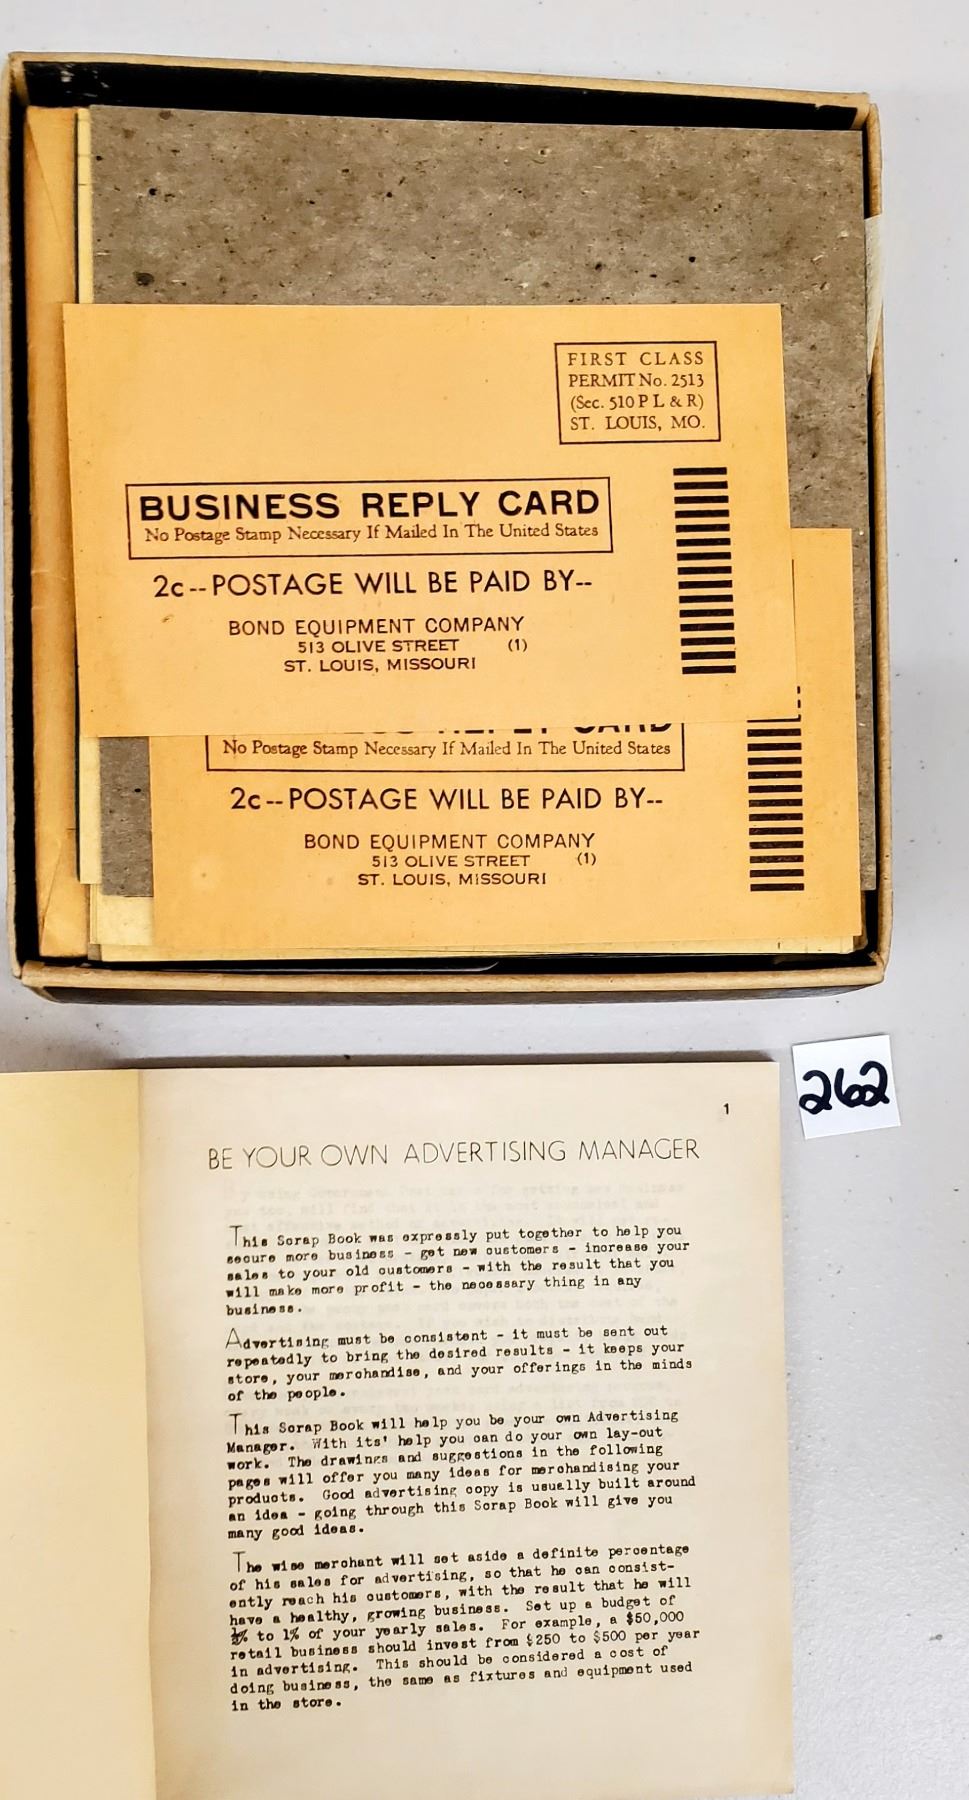 FIRST CLASS
PERMIT No. 2513
(Sec. 510 P L & R)
ST. LOUIS, MO.
BUSINESS REPLY CARD
No Postage Stamp Necessary If Mailed In The United States
2c--POSTAGE WILL BE PAID BY--
BOND EQUIPMENT COMPANY
513 OLIVE STREET (1)
ST. LOUIS, MISSOURI
CARD
No Postage Stamp Necessary If Mailed In The United States
2c--POSTAGE WILL BE PAID BY--
BOND EQUIPMENT COMPANY
513 OLIVE STREET (1)
ST. LOUIS, MISSOURI
262
1
BE YOUR OWN ADVERTISING MANAGER
This Scrap Book was expressly put together to help you
secure more business - get new customers - increase your
sales to your old customers - with the result that you
will make more profit - the necessary thing in any
business.
Advertising must be consistent - it must be sent out
repeatedly to bring the desired results - it keeps your
store, your merchandise, and your offerings in the minds
of the people.
This Scrap Book will help you be your own Advertising
Manager. With its' help you can do your own lay-out
work. The drawings and suggestions in the following
pages will offer you many ideas for merchandising your
products. Good advertising copy is usually built around
an idea - going through this Scrap Book will give you
many good ideas.
The wise merchant will set aside a definite percentage
of his sales for advertising, so that he can consist-
ently reach his customers, with the result that he will
have a healthy, growing business. Set up a budget of
½% to 1% of your yearly sales. For example, a $50,000
retail business should invest from $250 to $500 per year
in advertising. This should be considered a cost of
doing business, the same as fixtures and equipment used
in the store.